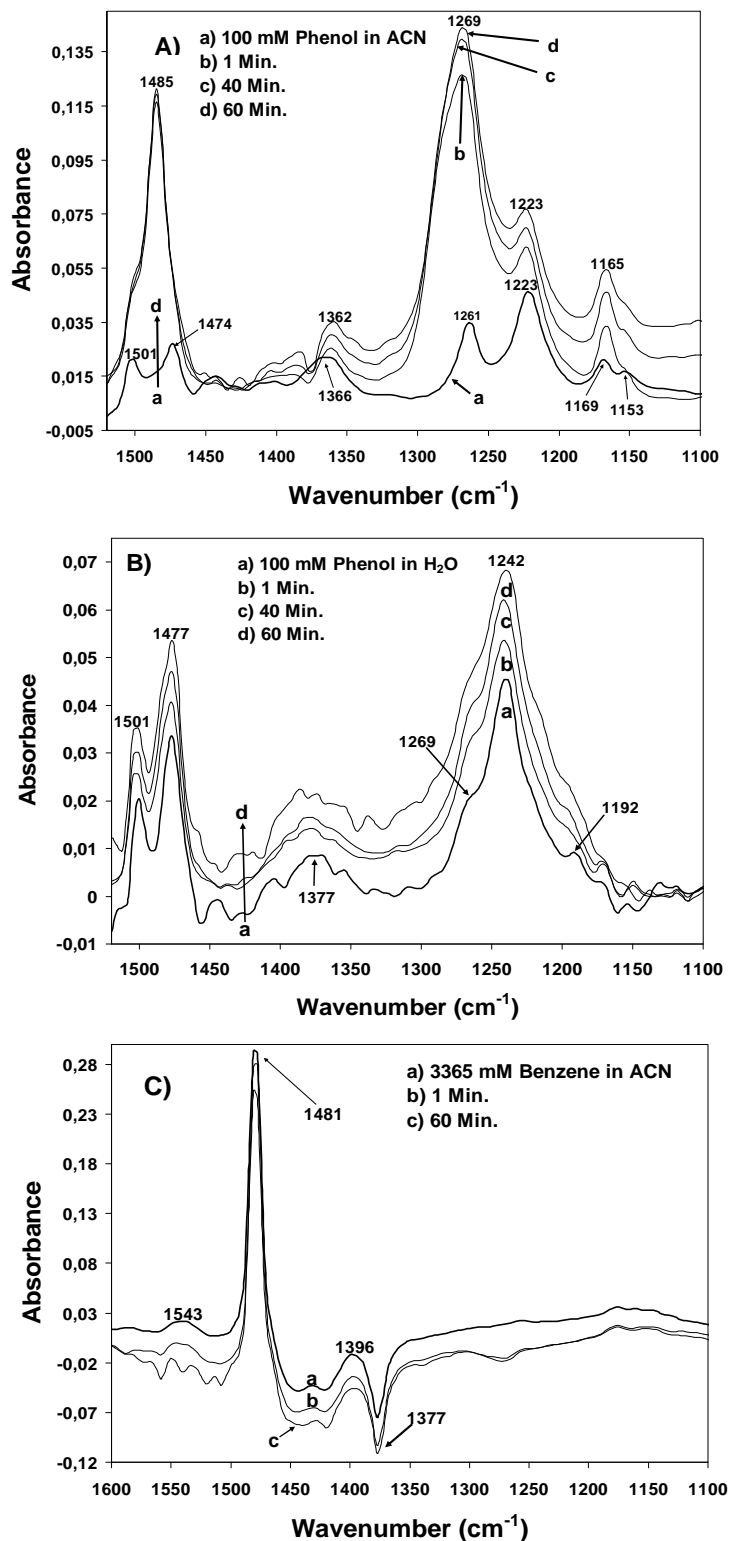 A)
a) 100 mM Phenol in ACN
b) 1 Min.
c) 40 Min.
d) 60 Min.
1269
d
c
b
1485
1223
1165
1362
1261
1223
d
1474
1501
a
1366
a
1169
1153
0,135
0,115
0,095
0,075
0,055
0,035
0,015
-0,005
Absorbance
1500 1450 1400 1350 1300 1250 1200 1150 1100
Wavenumber (cm-1)
B)
a) 100 mM Phenol in H2O
b) 1 Min.
c) 40 Min.
d) 60 Min.
1242
d
c
b
a
1477
1501
1269
1192
d
a
1377
0,07
0,06
0,05
0,04
0,03
0,02
0,01
0
-0,01
Absorbance
1500 1450 1400 1350 1300 1250 1200 1150 1100
Wavenumber (cm-1)
C)
a) 3365 mM Benzene in ACN
b) 1 Min.
c) 60 Min.
1481
1543
1396
a
b
c
1377
0,28
0,23
0,18
0,13
0,08
0,03
-0,02
-0,07
-0,12
Absorbance
1600 1500 1400 1300 1200 1100
Wavenumber (cm-1)